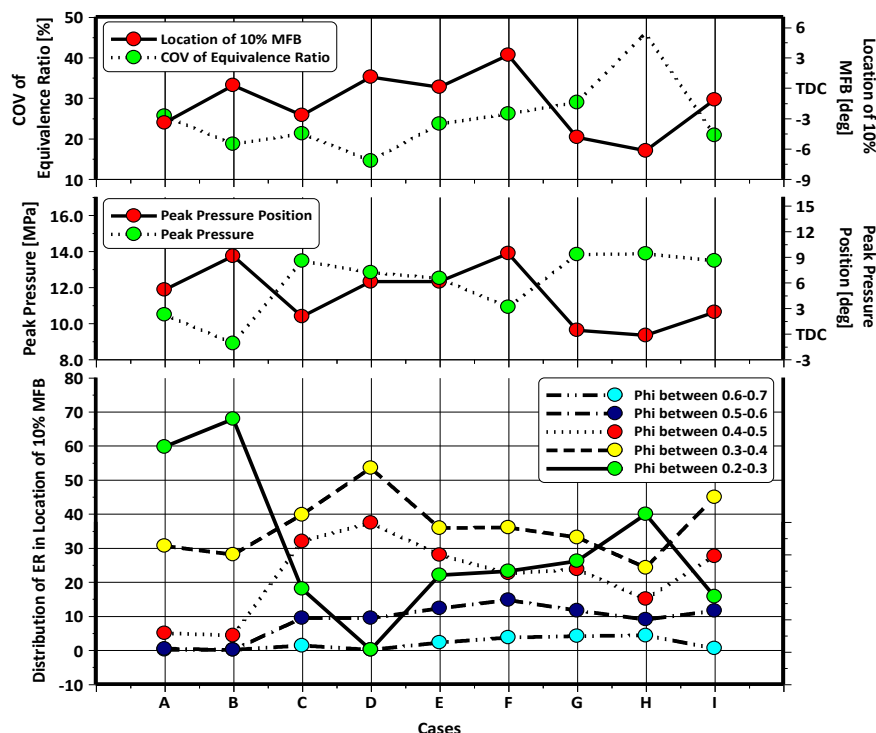 COV of
Equivalence Ratio [%]
50
40
30
20
10
Location of 10% MFB
COV of Equivalence Ratio
6
3
TDC
-3
-6
-9
Location of 10%
MFB [deg]
Peak Pressure [MPa]
16.0
14.0
12.0
10.0
8.0
Peak Pressure Position
Peak Pressure
15
12
9
6
3
TDC
-3
Peak Pressure
Position [deg]
Distribution of ER in Location of 10% MFB
80
70
60
50
40
30
20
10
0
-10
Phi between 0.6-0.7
Phi between 0.5-0.6
Phi between 0.4-0.5
Phi between 0.3-0.4
Phi between 0.2-0.3
A B C D E F G H I
Cases